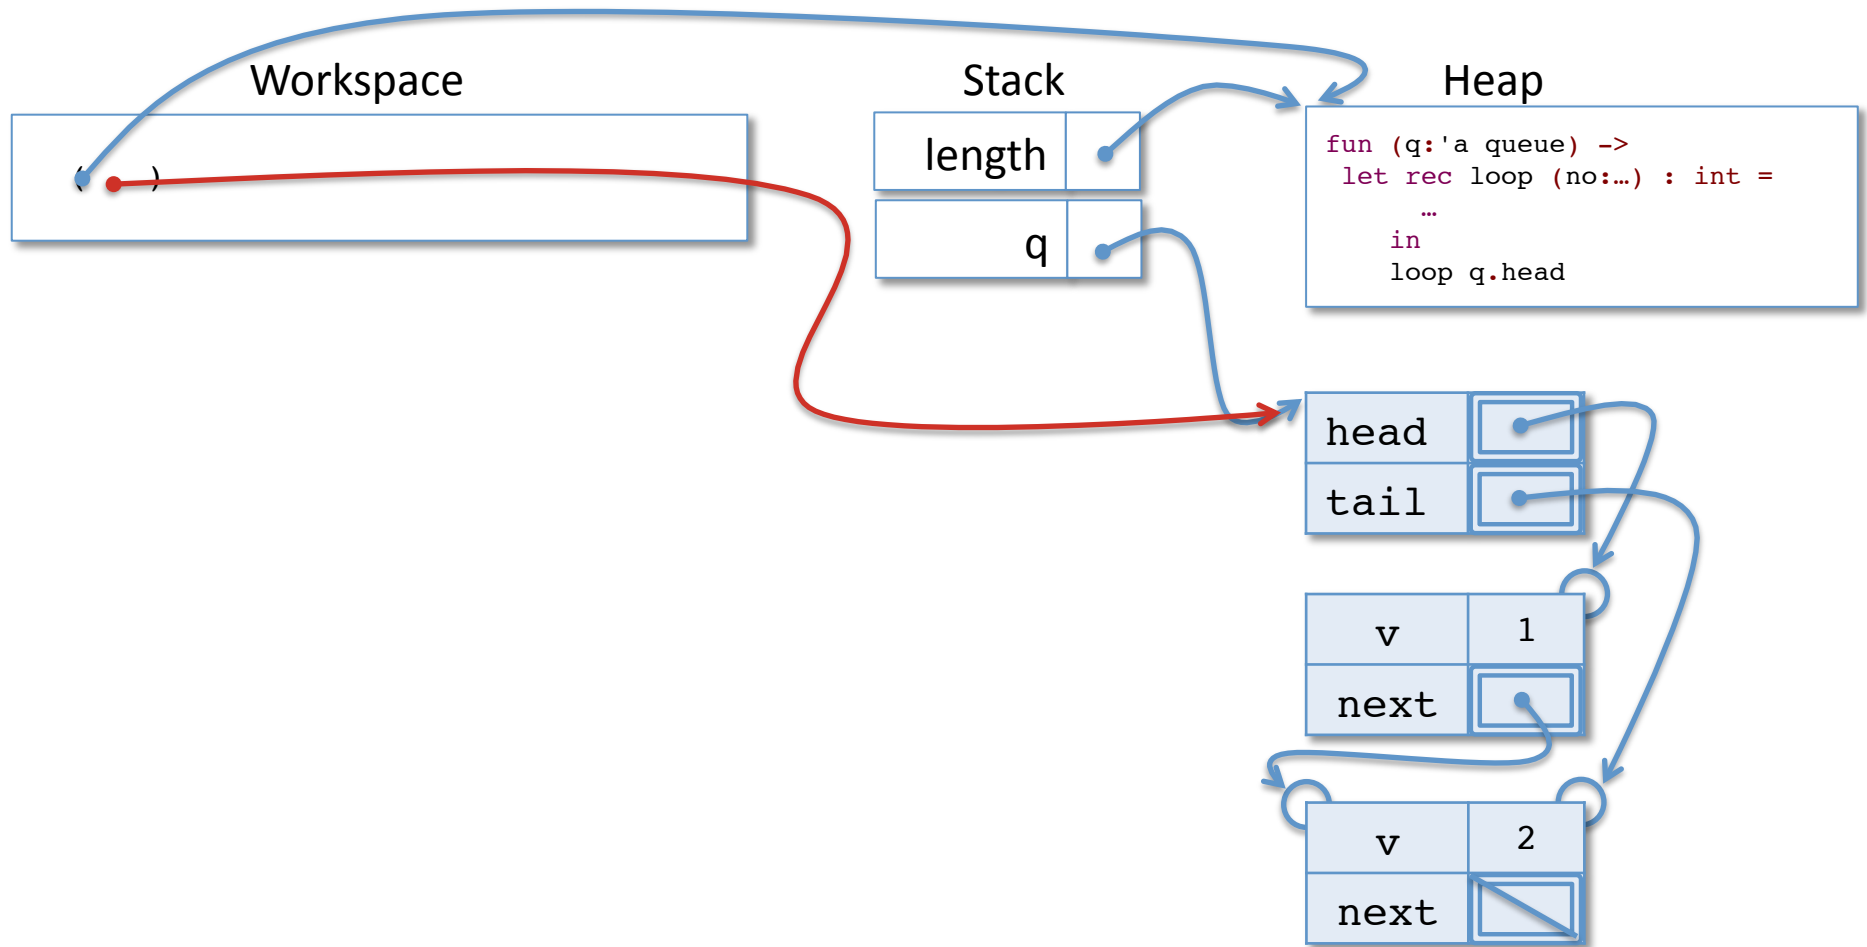 Workspace
Stack
Heap
( )
length
q
fun (q:'a queue) ->
let rec loop (no:…) : int =
…
in
loop q.head
head
tail
v 1
next
v 2
next